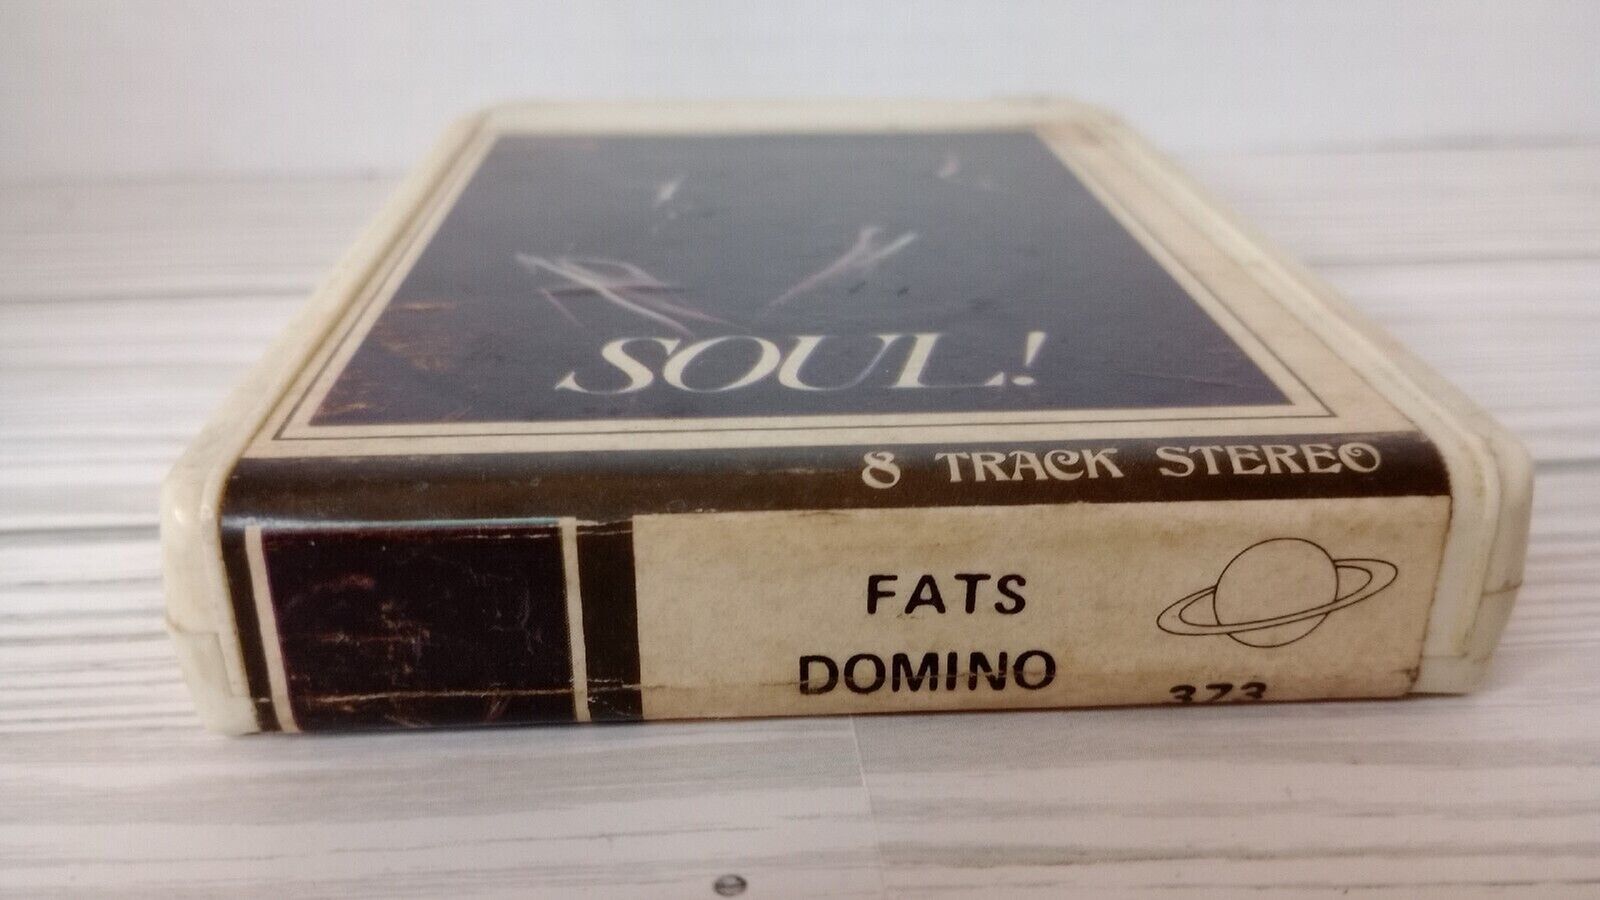 SOUL!
8 TRACK STEREO
FATS
DOMINO
373